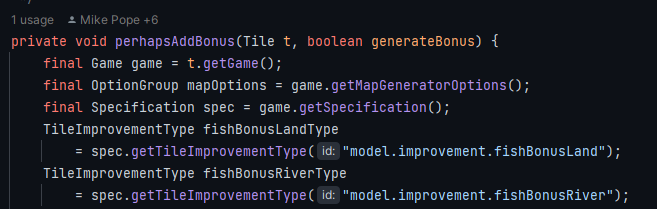 1 usage Mike Pope +6
private void perhapsAddBonus(Tile t, boolean generateBonus) {
final Game game = t.getGame();
final OptionGroup mapOptions = game.getMapGeneratorOptions();
final Specification spec = game.getSpecification();
TileImprovementType fishBonusLandType
= spec.getTileImprovementType( id: "model.improvement.fishBonusLand");
TileImprovementType fishBonusRiverType
= spec.getTileImprovementType( id: "model.improvement.fishBonusRiver");